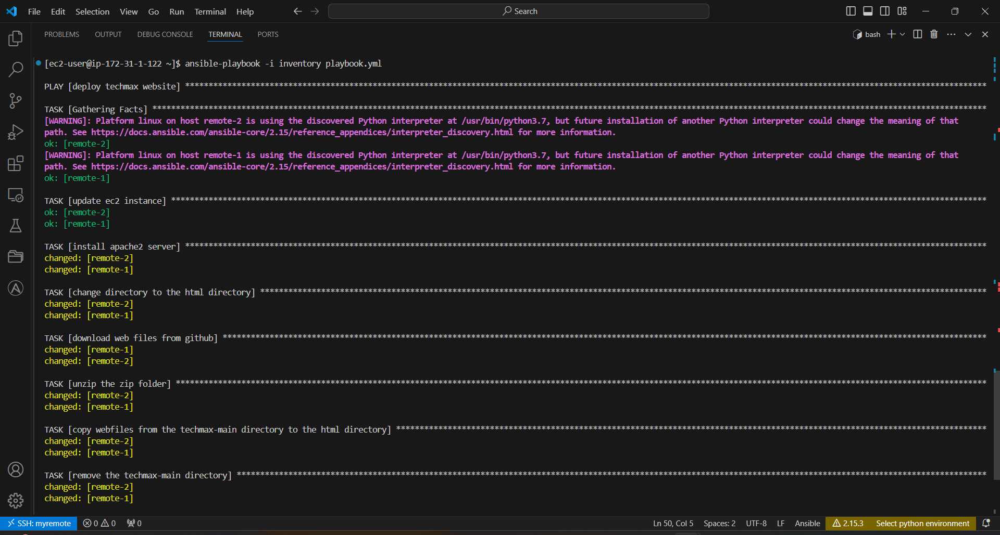 File Edit Selection View Go Run Terminal Help Search
PROBLEMS OUTPUT DEBUG CONSOLE TERMINAL PORTS bash
[ec2-user@ip-172-31-1-122 ~]$ ansible-playbook -i inventory playbook.yml
PLAY [deploy techmax website] ***************************************************************************************************************************************************************************
TASK [Gathering Facts] **********************************************************************************************************************************************************************************
[WARNING]: Platform linux on host remote-2 is using the discovered Python interpreter at /usr/bin/python3.7, but future installation of another Python interpreter could change the meaning of that
path. See https://docs.ansible.com/ansible-core/2.15/reference_appendices/interpreter_discovery.html for more information.
ok: [remote-2]
[WARNING]: Platform linux on host remote-1 is using the discovered Python interpreter at /usr/bin/python3.7, but future installation of another Python interpreter could change the meaning of that
path. See https://docs.ansible.com/ansible-core/2.15/reference_appendices/interpreter_discovery.html for more information.
ok: [remote-1]
TASK [update ec2 instance] ******************************************************************************************************************************************************************************
ok: [remote-2]
ok: [remote-1]
TASK [install apache2 server] ***************************************************************************************************************************************************************************
changed: [remote-2]
changed: [remote-1]
TASK [change directory to the html directory] ***********************************************************************************************************************************************************
changed: [remote-2]
changed: [remote-1]
TASK [download web files from github] *******************************************************************************************************************************************************************
changed: [remote-1]
changed: [remote-2]
TASK [unzip the zip folder] *****************************************************************************************************************************************************************************
changed: [remote-2]
changed: [remote-1]
TASK [copy webfiles from the techmax-main directory to the html directory] ******************************************************************************************************************************
changed: [remote-2]
changed: [remote-1]
TASK [remove the techmax-main directory] ****************************************************************************************************************************************************************
changed: [remote-2]
changed: [remote-1]
SSH: myremote 0 0 0 Ln 50, Col 5 Spaces: 2 UTF-8 LF Ansible 2.15.3 Select python environment